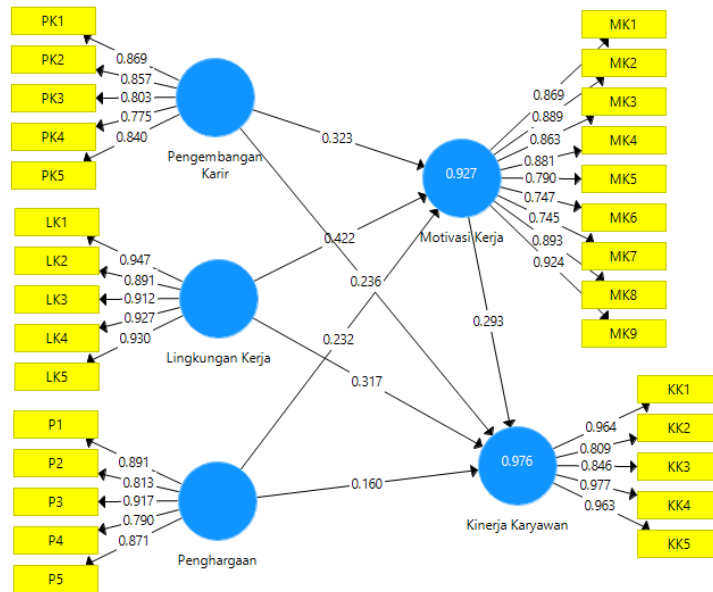 PK1
PK2
PK3
PK4
PK5
0.869
0.857
0.803
0.775
0.840
Pengembangan
Karir
LK1
LK2
LK3
LK4
LK5
0.947
0.891
0.912
0.927
0.930
Lingkungan Kerja
P1
P2
P3
P4
P5
0.891
0.813
0.917
0.790
0.871
Penghargaan
0.323
0.422
0.236
0.232
0.317
0.160
0.293
0.927
Motivasi Kerja
0.869
0.889
0.863
0.881
0.790
0.747
0.745
0.893
0.924
MK1
MK2
MK3
MK4
MK5
MK6
MK7
MK8
MK9
0.976
Kinerja Karyawan
0.964
0.809
0.846
0.977
0.963
KK1
KK2
KK3
KK4
KK5